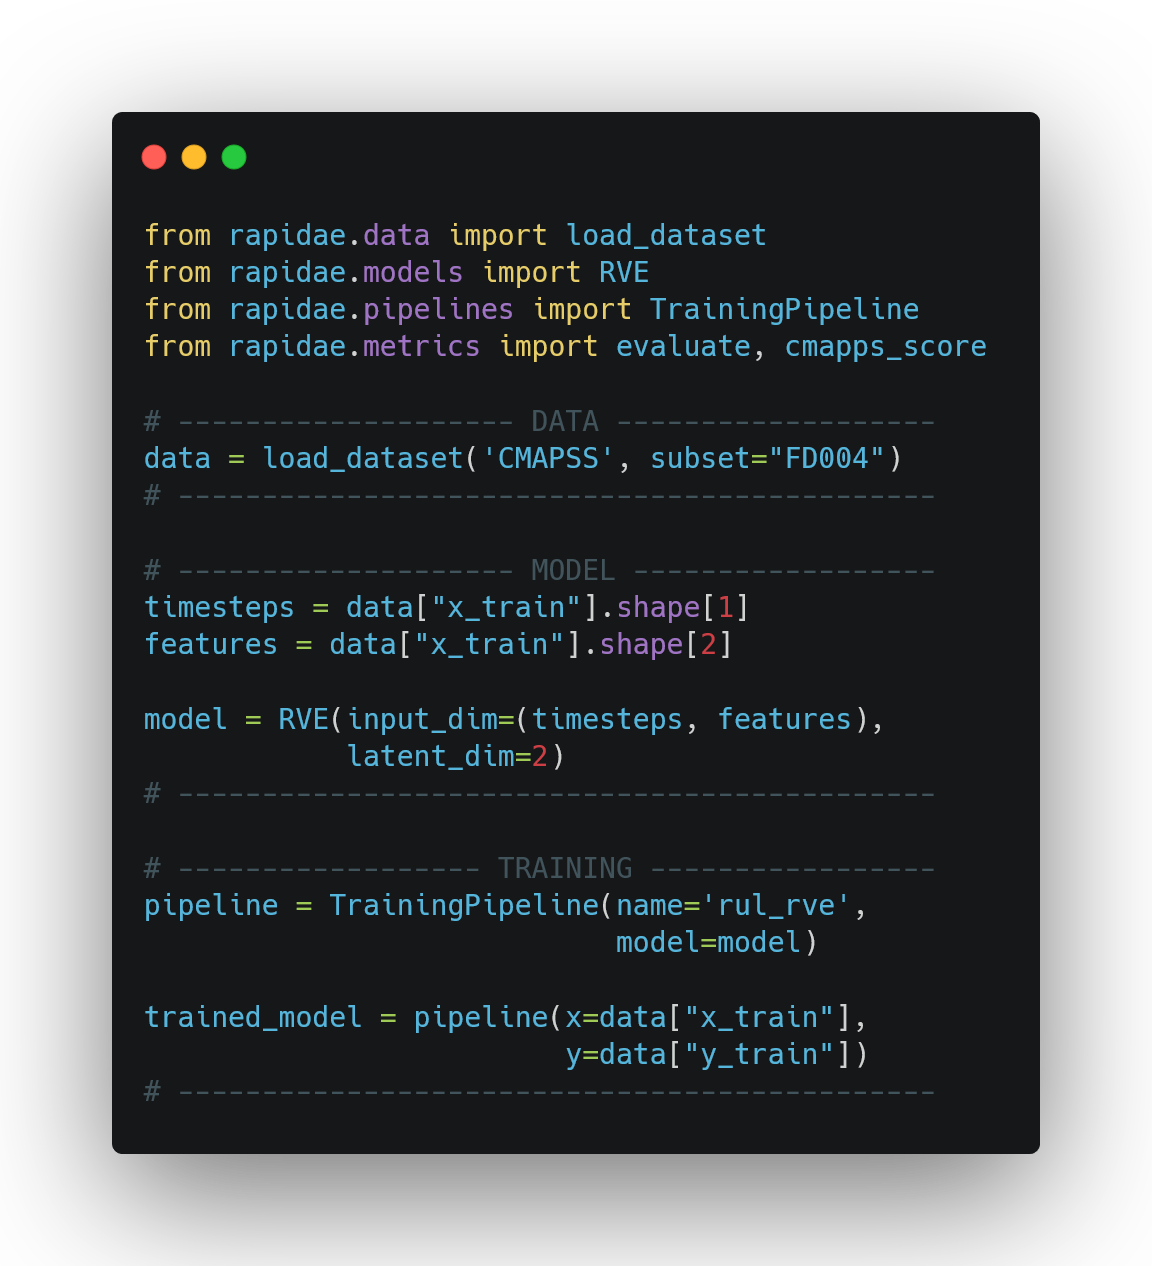 from rapidae.data import load_dataset
from rapidae.models import RVE
from rapidae.pipelines import TrainingPipeline
from rapidae.metrics import evaluate, cmapps_score

# -------------------- DATA -------------------
data = load_dataset('CMAPSS', subset="FD004")
# ---------------------------------------------

# -------------------- MODEL ------------------
timesteps = data["x_train"].shape[1]
features = data["x_train"].shape[2]

model = RVE(input_dim=(timesteps, features),
            latent_dim=2)
# ---------------------------------------------

# ------------------ TRAINING -----------------
pipeline = TrainingPipeline(name='rul_rve',
                            model=model)

trained_model = pipeline(x=data["x_train"],
                         y=data["y_train"])
# ---------------------------------------------